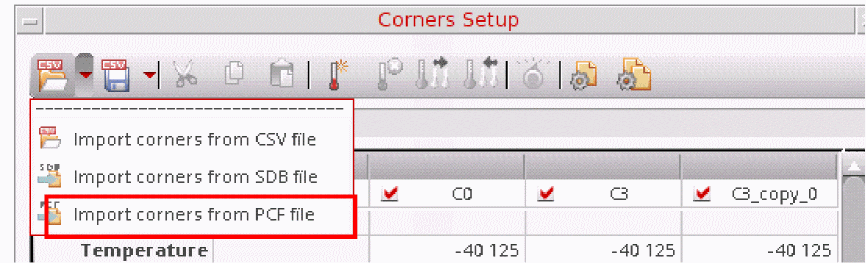 Corners Setup
CSV CSV
Import corners from CSV file
SDB
Import corners from SDB file
C0 C3 C3_copy_0
PCF
Import corners from PCF file
Temperature -40 125 -40 125 -40 125